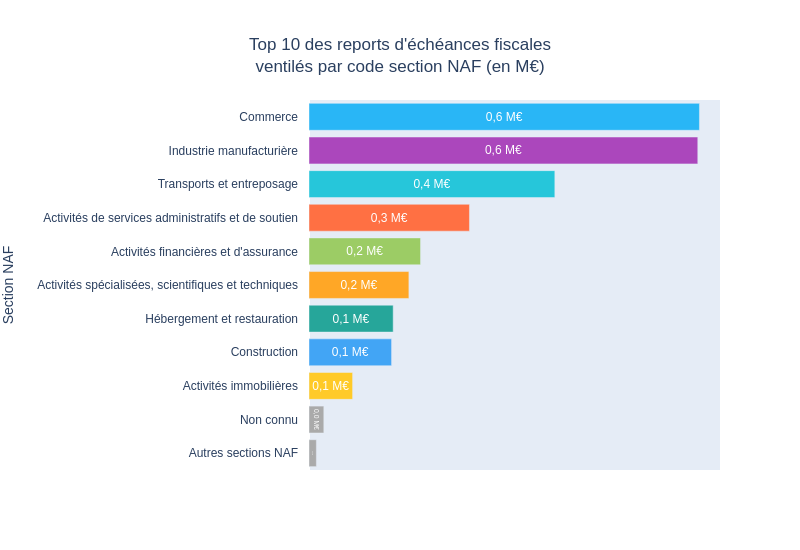 Top 10 des reports d'échéances fiscales
ventilés par code section NAF (en M€)
Section NAF
Commerce 0,6 M€
Industrie manufacturière 0,6 M€
Transports et entreposage 0,4 M€
Activités de services administratifs et de soutien 0,3 M€
Activités financières et d'assurance 0,2 M€
Activités spécialisées, scientifiques et techniques 0,2 M€
Hébergement et restauration 0,1 M€
Construction 0,1 M€
Activités immobilières 0,1 M€
Non connu 0,0 M€
Autres sections NAF